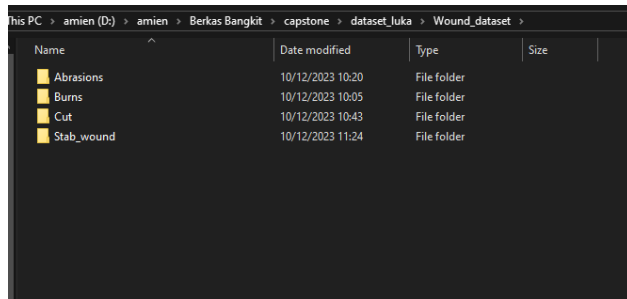 This PC > amien (D:) > amien > Berkas Bangkit > capstone > dataset_luka > Wound_dataset >
Name Date modified Type Size
Abrasions 10/12/2023 10:20 File folder
Burns 10/12/2023 10:05 File folder
Cut 10/12/2023 10:43 File folder
Stab_wound 10/12/2023 11:24 File folder